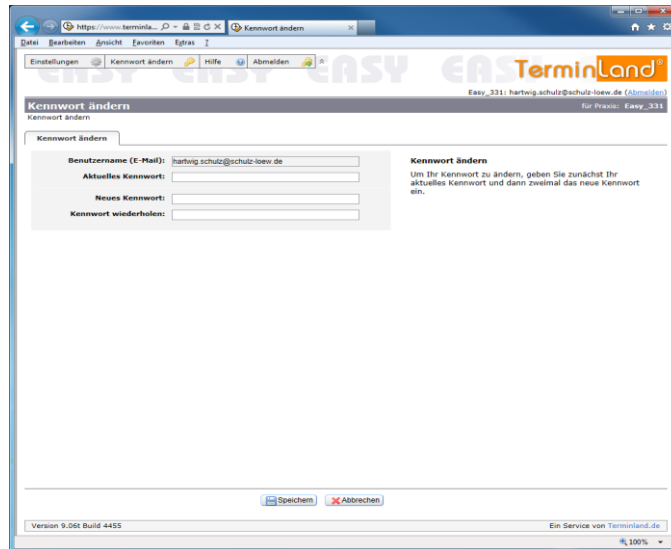 https://www.terminla...
Kennwort ändern
Datei Bearbeiten Ansicht Favoriten Extras ?
Einstellungen Kennwort ändern Hilfe Abmelden
EASY EASY EASY EAS
Terminland®
Easy_331: hartwig.schulz@schulz-loew.de (Abmelden)
Kennwort ändern für Praxis: Easy_331
Kennwort ändern
Kennwort ändern
Benutzername (E-Mail): hartwig.schulz@schulz-loew.de
Aktuelles Kennwort:
Neues Kennwort:
Kennwort wiederholen:
Kennwort ändern
Um Ihr Kennwort zu ändern, geben Sie zunächst Ihr
aktuelles Kennwort und dann zweimal das neue Kennwort
ein.
Speichern Abbrechen
Version 9.06t Build 4455 Ein Service von Terminland.de
100%